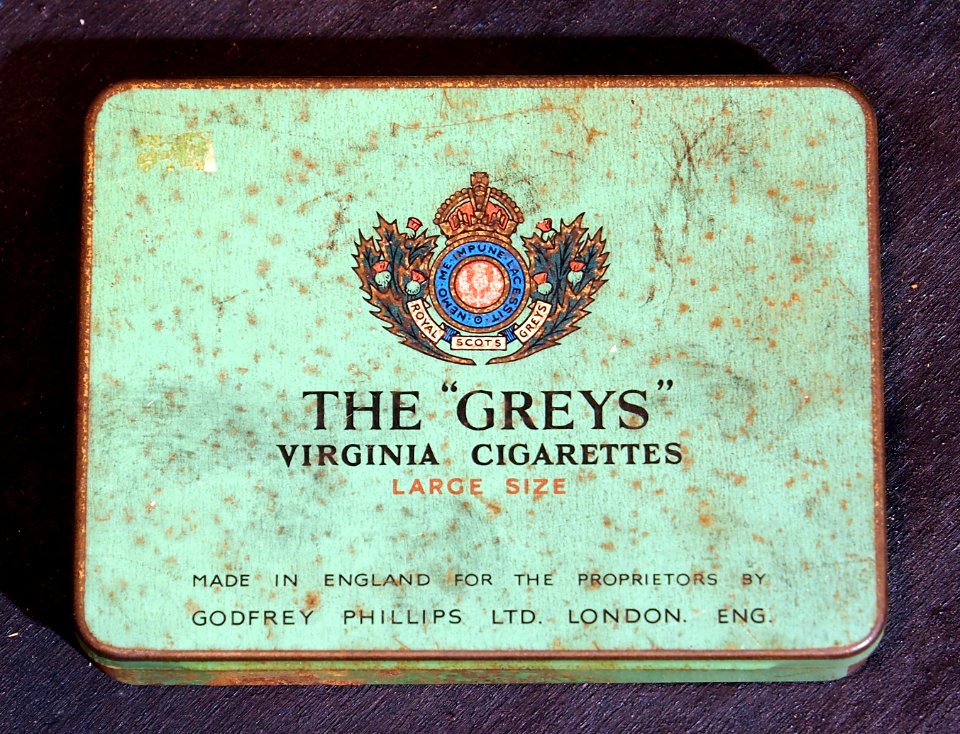 NEMO · ME · IMPUNE · LACESSIT
ROYAL SCOTS GREYS
THE "GREYS"
VIRGINIA CIGARETTES
LARGE SIZE
MADE IN ENGLAND FOR THE PROPRIETORS BY
GODFREY PHILLIPS LTD. LONDON. ENG.